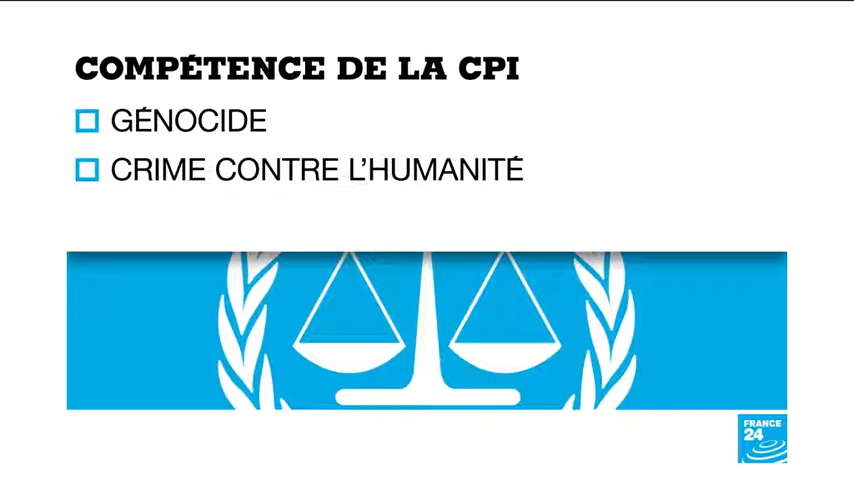 COMPÉTENCE DE LA CPI
GÉNOCIDE
CRIME CONTRE L'HUMANITÉ
FRANCE
24